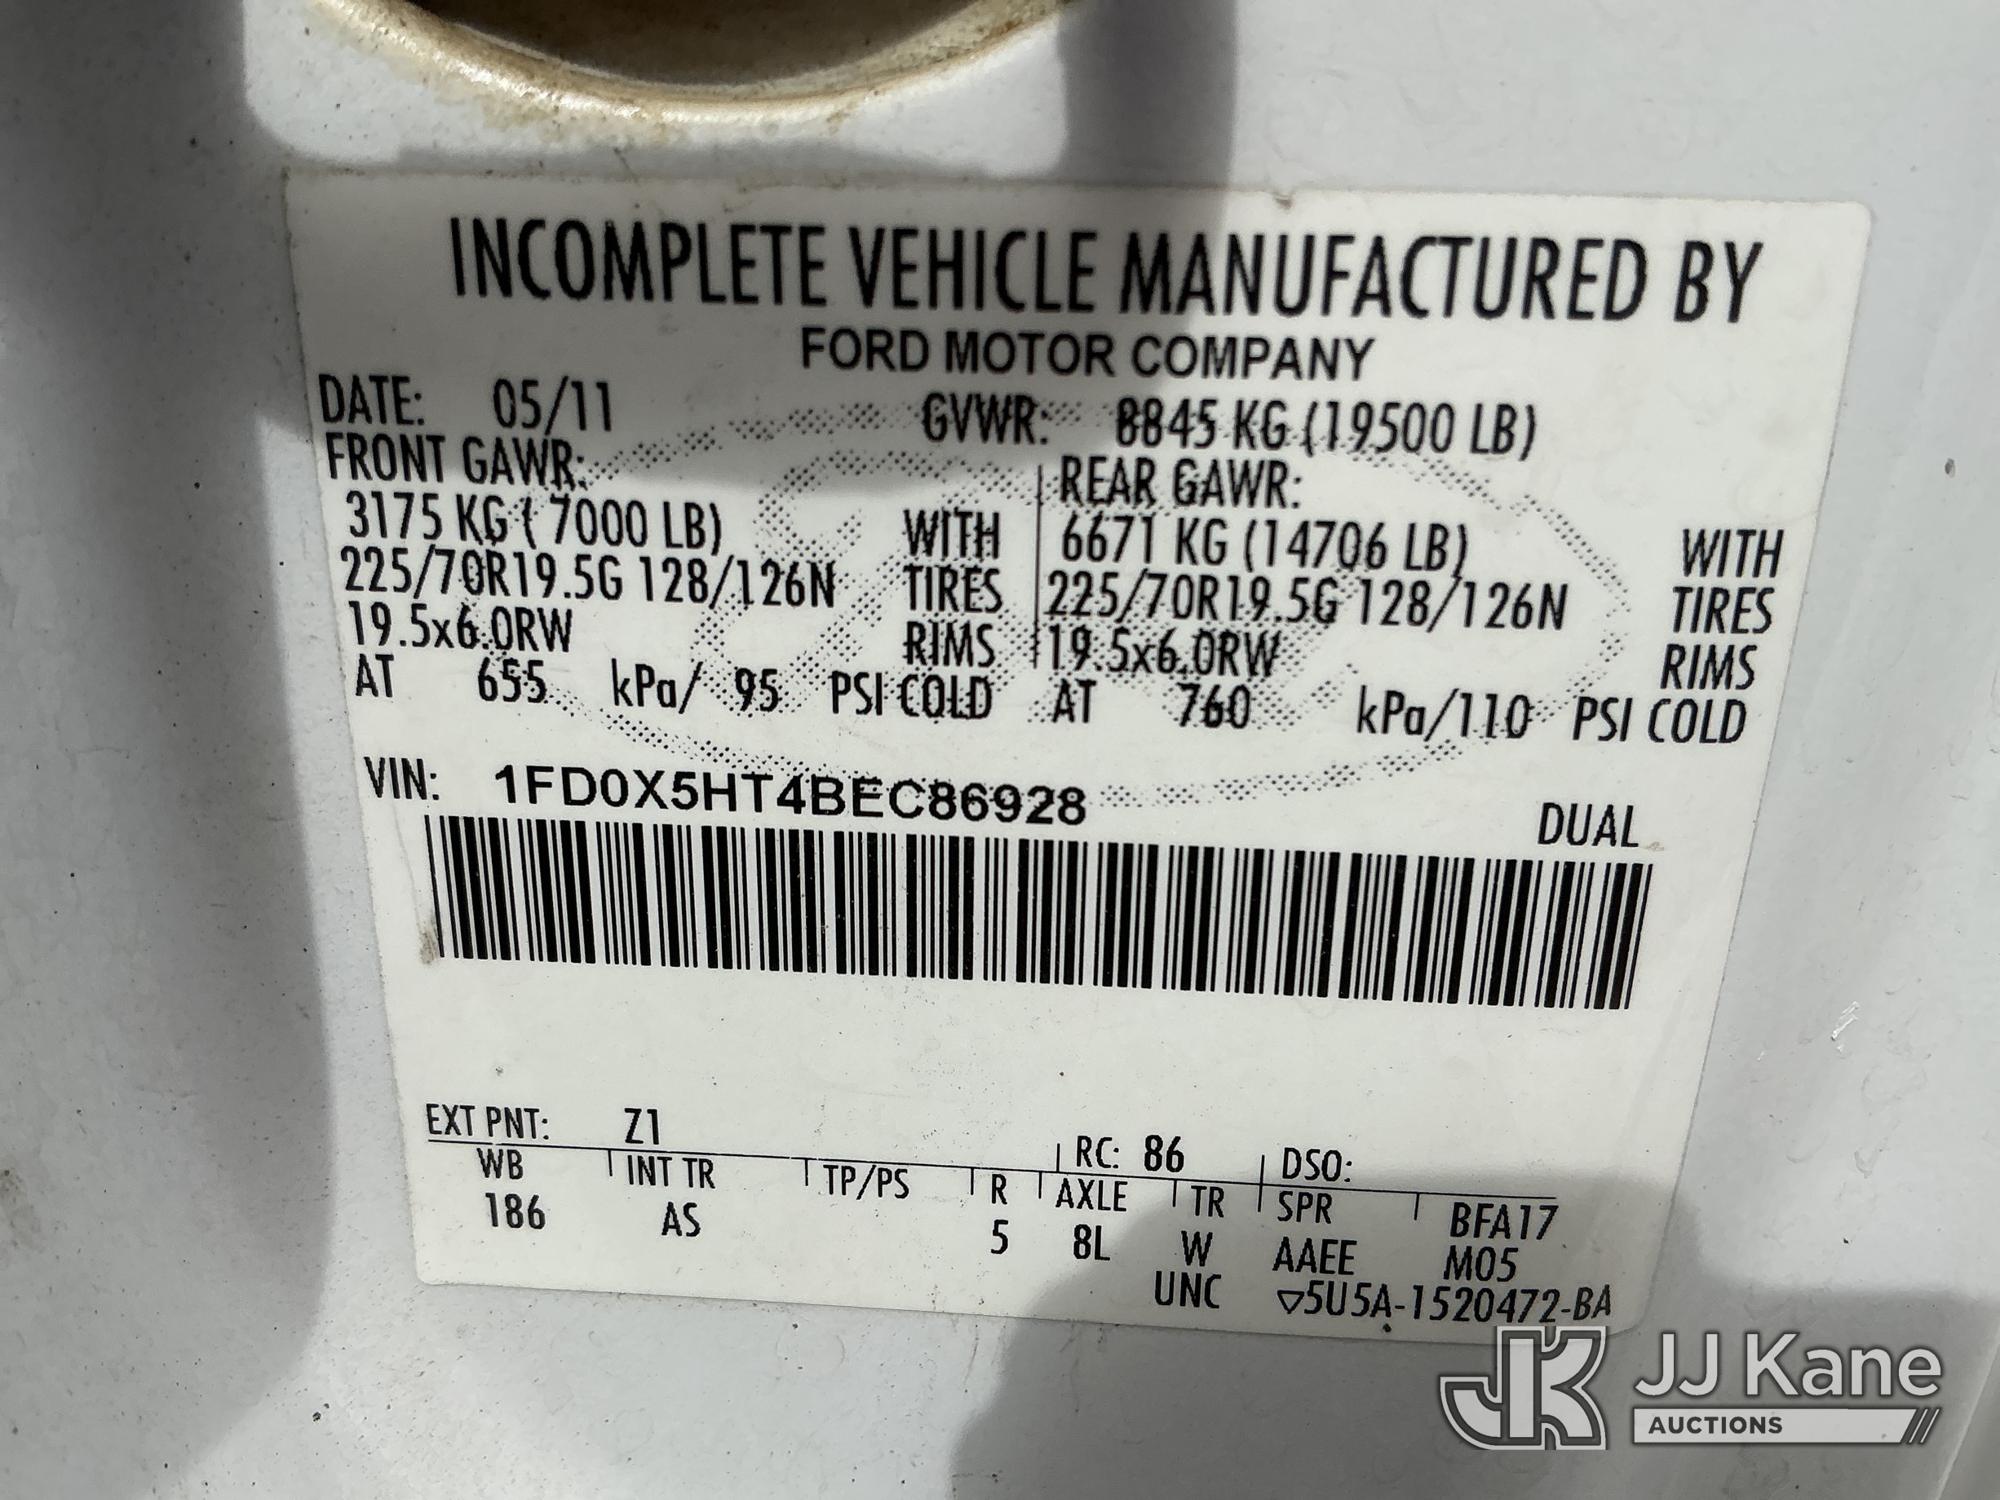 INCOMPLETE VEHICLE MANUFACTURED BY
FORD MOTOR COMPANY
DATE: 05/11 GVWR: 8845 KG (19500 LB)
FRONT GAWR: REAR GAWR:
3175 KG ( 7000 LB) WITH 6671 KG (14706 LB) WITH
225/70R19.5G 128/126N TIRES 225/70R19.5G 128/126N TIRES
19.5x6.0RW RIMS 19.5x6.0RW RIMS
AT 655 kPa/ 95 PSI COLD AT 760 kPa/110 PSI COLD
VIN: 1FD0X5HT4BEC86928 DUAL
EXT PNT: Z1 RC: 86 DSO:
WB INT TR TP/PS R AXLE TR SPR BFA17
186 AS 5 8L W AAEE M05
UNC ▽5U5A-1520472-BA
JK JJ Kane
AUCTIONS